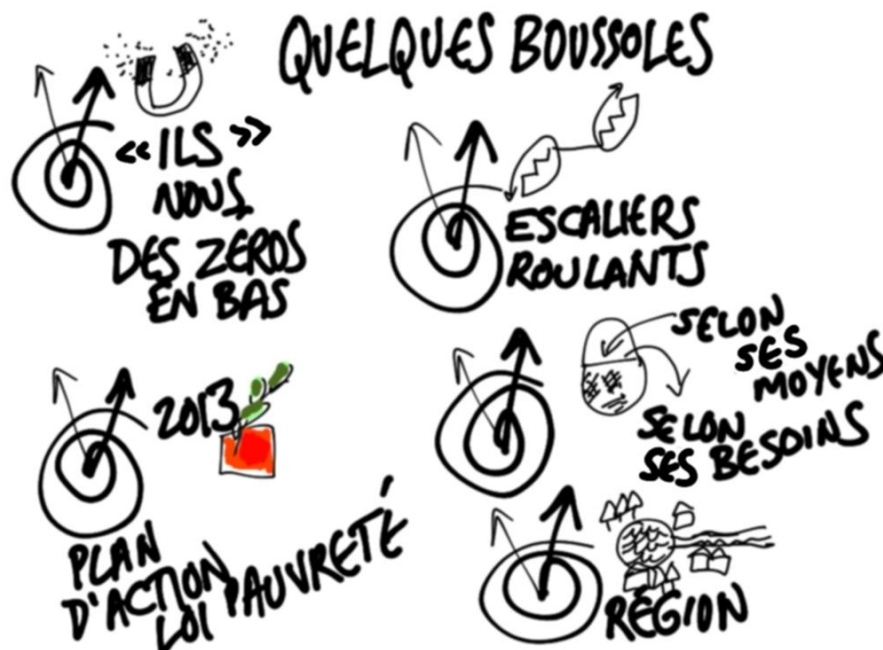 QUELQUES BOUSSOLES
« ILS »
NOUS
DES ZÉROS
EN BAS
ESCALIERS
ROULANTS
SELON
SES
MOYENS
SELON
SES BESOINS
2013
PLAN
D'ACTION
LOI PAUVRETÉ
RÉGION